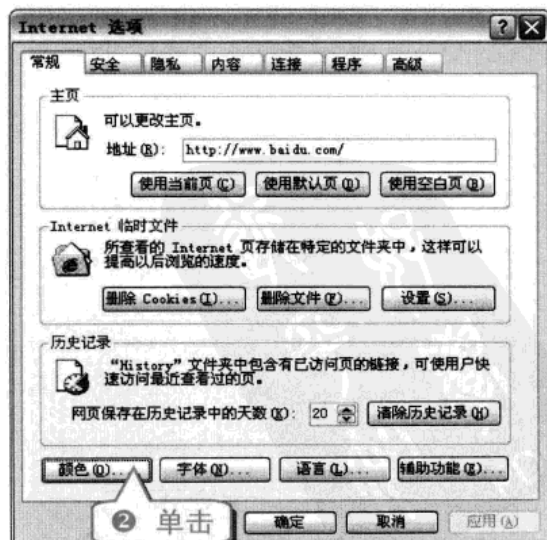 Internet 选项
常规 安全 隐私 内容 连接 程序 高级
主页
可以更改主页。
地址(R): http://www.baidu.com/
使用当前页(C) 使用默认页(D) 使用空白页(B)
Internet 临时文件
所查看的 Internet 页存储在特定的文件夹中，这样可以
提高以后浏览的速度。
删除 Cookies(I)... 删除文件(F)... 设置(S)...
历史记录
“History”文件夹中包含有已访问页的链接，可使用户快
速访问最近查看过的页。
网页保存在历史记录中的天数(K): 20 清除历史记录(H)
颜色(O)... 字体(N)... 语言(L)... 辅助功能(E)...
❷ 单击
确定 取消 应用(A)